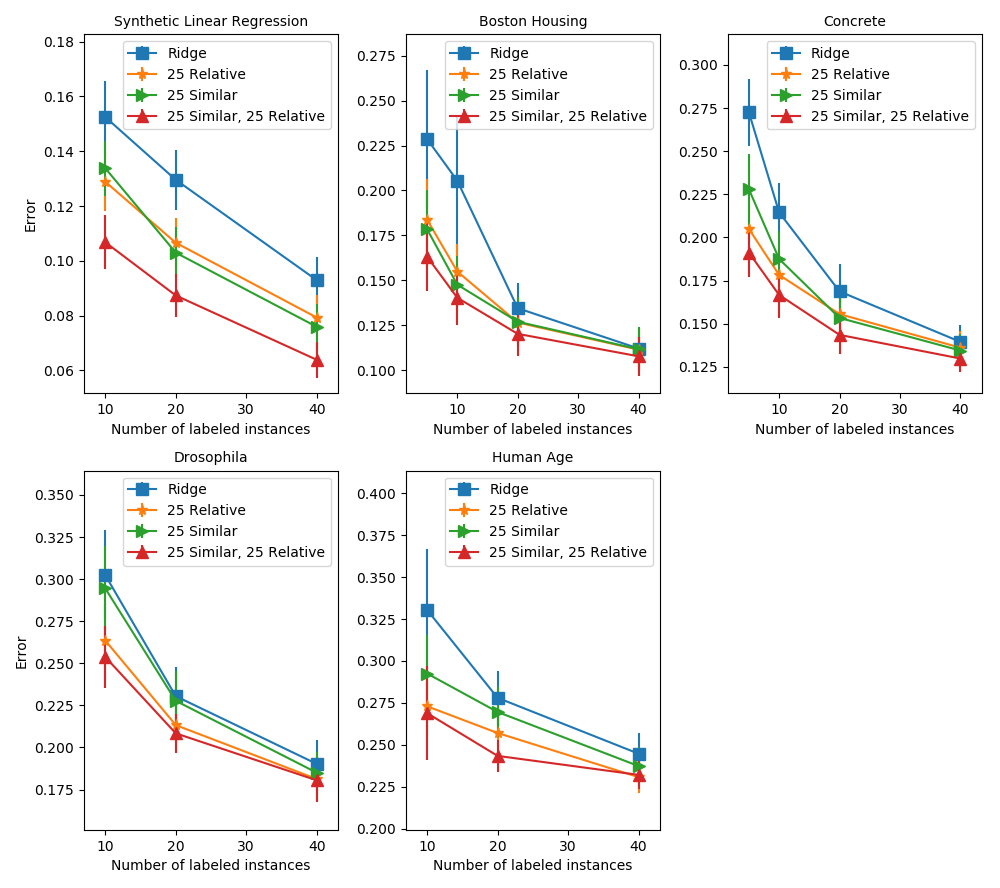 Synthetic Linear Regression
0.18
0.16
0.14
0.12
0.10
0.08
0.06
Error
10
20
30
40
Number of labeled instances
Ridge
25 Relative
25 Similar
25 Similar, 25 Relative
Boston Housing
0.275
0.250
0.225
0.200
0.175
0.150
0.125
0.100
10
20
30
40
Number of labeled instances
Ridge
25 Relative
25 Similar
25 Similar, 25 Relative
Concrete
0.300
0.275
0.250
0.225
0.200
0.175
0.150
0.125
10
20
30
40
Number of labeled instances
Ridge
25 Relative
25 Similar
25 Similar, 25 Relative
Drosophila
0.350
0.325
0.300
0.275
0.250
0.225
0.200
0.175
Error
10
20
30
40
Number of labeled instances
Ridge
25 Relative
25 Similar
25 Similar, 25 Relative
Human Age
0.400
0.375
0.350
0.325
0.300
0.275
0.250
0.225
0.200
10
20
30
40
Number of labeled instances
Ridge
25 Relative
25 Similar
25 Similar, 25 Relative